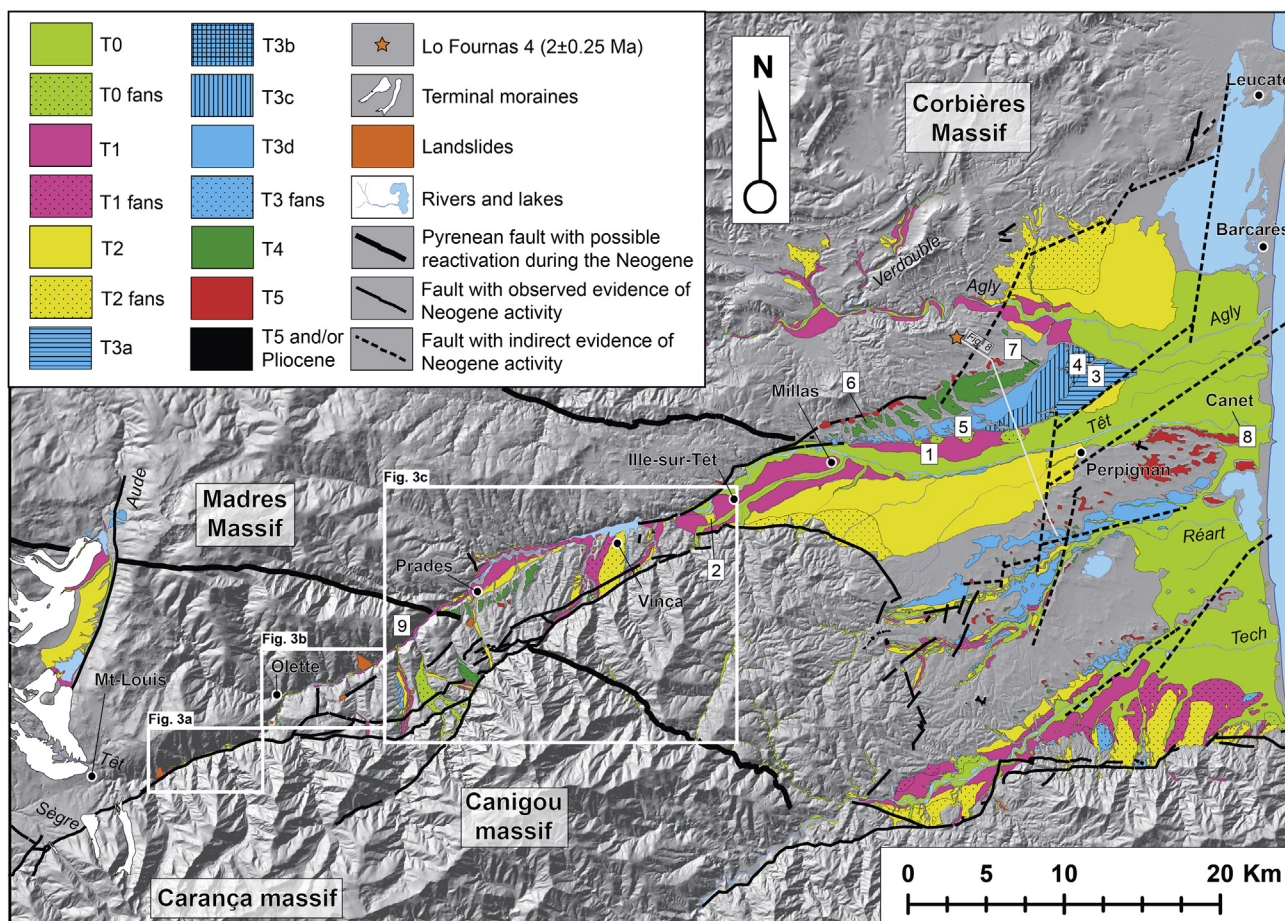 T0
T0 fans
T1
T1 fans
T2
T2 fans
T3a
T3b
T3c
T3d
T3 fans
T4
T5
T5 and/or
Pliocene
Lo Fournas 4 (2±0.25 Ma)
Terminal moraines
Landslides
Rivers and lakes
Pyrenean fault with possible
reactivation during the Neogene
Fault with observed evidence of
Neogene activity
Fault with indirect evidence of
Neogene activity
N
Corbières
Massif
Leucate
Barcarès
Verdouble
Agly
Agly
Fig. 8
7
4
3
6
Millas
5
Têt
Canet
1
8
Perpignan
Ille-sur-Têt
Fig. 3c
Aude
Madres
Massif
Réart
Prades
2
Vinca
9
Tech
Fig. 3b
Olette
Mt-Louis
Fig. 3a
Têt
Sègre
Canigou
massif
Carança massif
0 5 10 20 Km